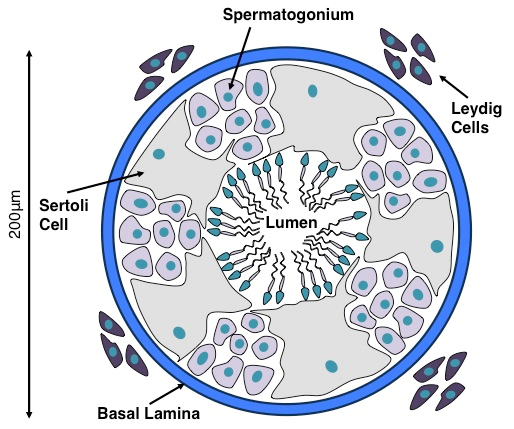 Spermatogonium
Leydig
Cells
200µm
Sertoli
Cell
Lumen
Basal Lamina